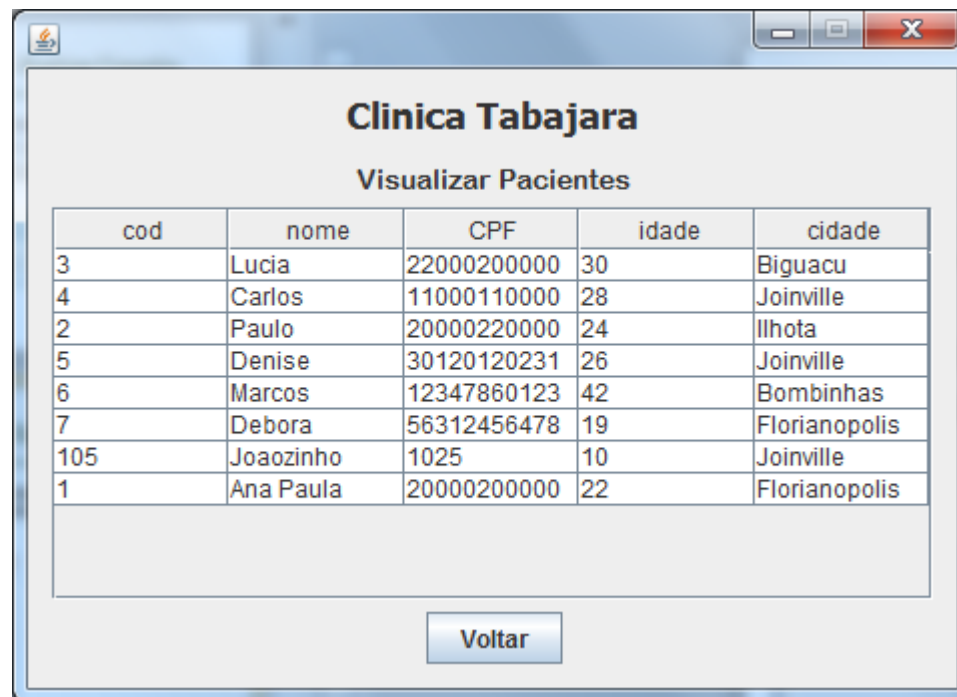 Clinica Tabajara
Visualizar Pacientes
cod nome CPF idade cidade
3 Lucia 22000200000 30 Biguacu
4 Carlos 11000110000 28 Joinville
2 Paulo 20000220000 24 Ilhota
5 Denise 30120120231 26 Joinville
6 Marcos 12347860123 42 Bombinhas
7 Debora 56312456478 19 Florianopolis
105 Joaozinho 1025 10 Joinville
1 Ana Paula 20000200000 22 Florianopolis
Voltar